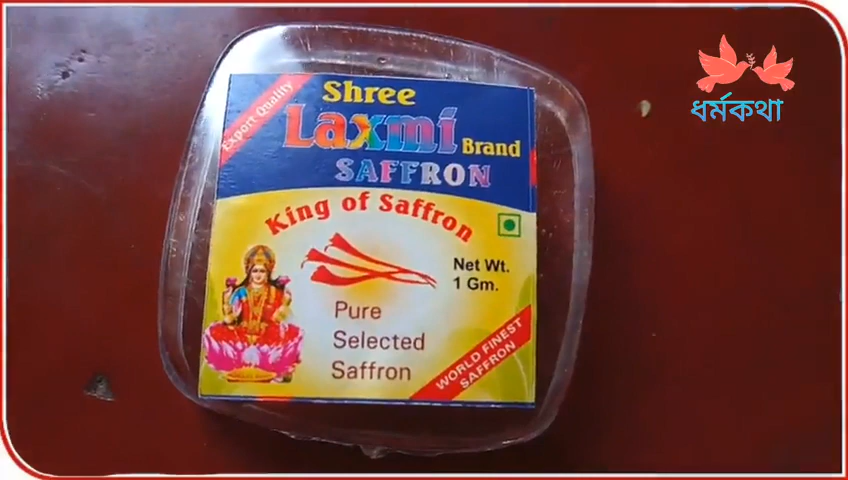 Export Quality
Shree
Laxmi Brand
SAFFRON
King of Saffron
Net Wt.
1 Gm.
Pure
Selected
Saffron
WORLD FINEST
SAFFRON
ধর্মকথা